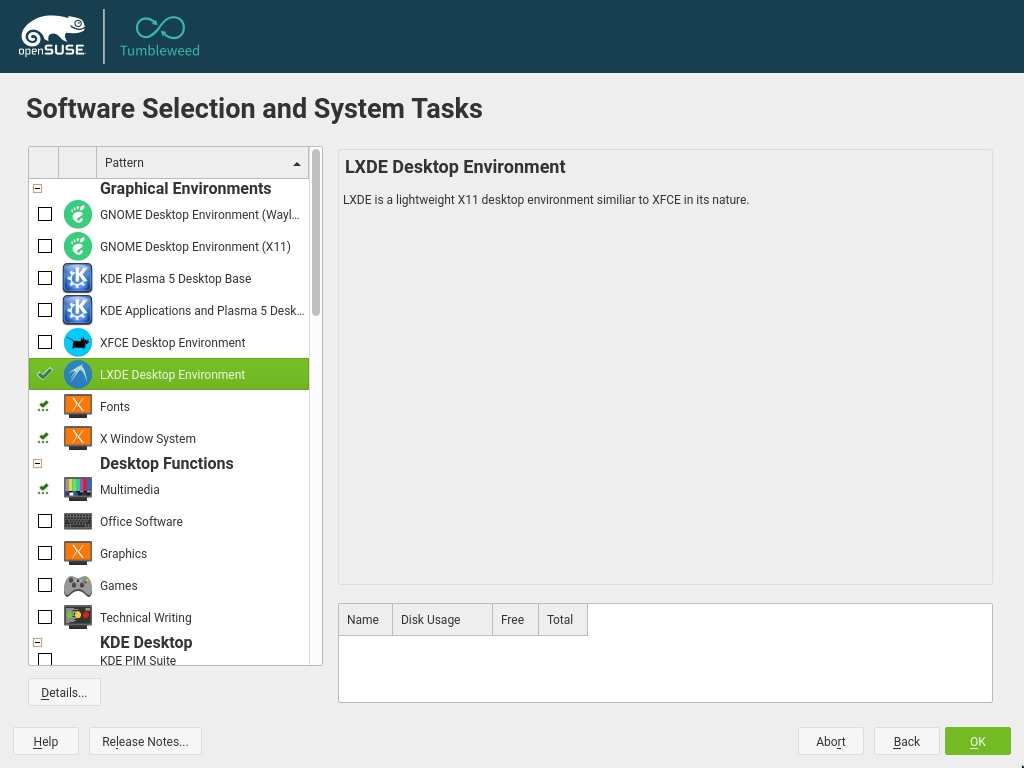 openSUSE
Tumbleweed
Software Selection and System Tasks
Pattern
Graphical Environments
GNOME Desktop Environment (Wayl...
GNOME Desktop Environment (X11)
KDE Plasma 5 Desktop Base
KDE Applications and Plasma 5 Desk...
XFCE Desktop Environment
LXDE Desktop Environment
Fonts
X Window System
Desktop Functions
Multimedia
Office Software
Graphics
Games
Technical Writing
KDE Desktop
KDE PIM Suite
Details...
LXDE Desktop Environment
LXDE is a lightweight X11 desktop environment similiar to XFCE in its nature.
Name Disk Usage Free Total
Help Release Notes... Abort Back OK